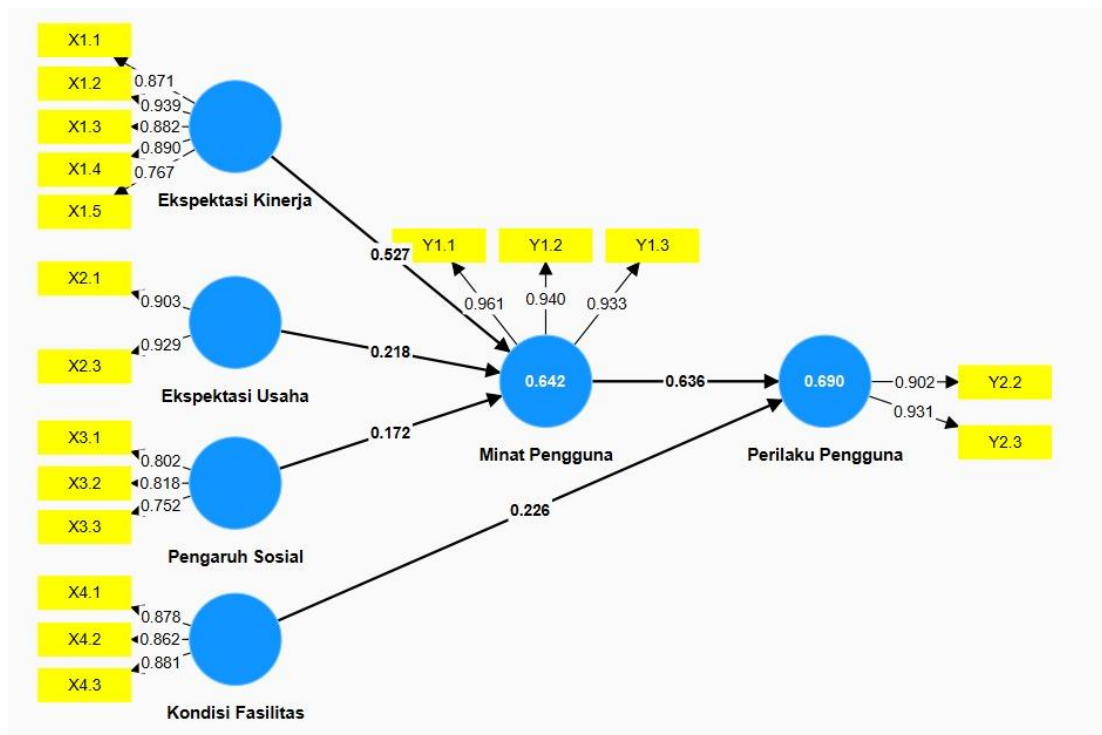 X1.1
X1.2
X1.3
X1.4
X1.5
0.871
0.939
0.882
0.890
0.767
Ekspektasi Kinerja
0.527
X2.1
X2.3
0.903
0.929
Ekspektasi Usaha
0.218
X3.1
X3.2
X3.3
0.802
0.818
0.752
Pengaruh Sosial
0.172
X4.1
X4.2
X4.3
0.878
0.862
0.881
Kondisi Fasilitas
0.226
Y1.1
Y1.2
Y1.3
0.961
0.940
0.933
0.642
Minat Pengguna
0.636
0.690
Perilaku Pengguna
0.902
0.931
Y2.2
Y2.3